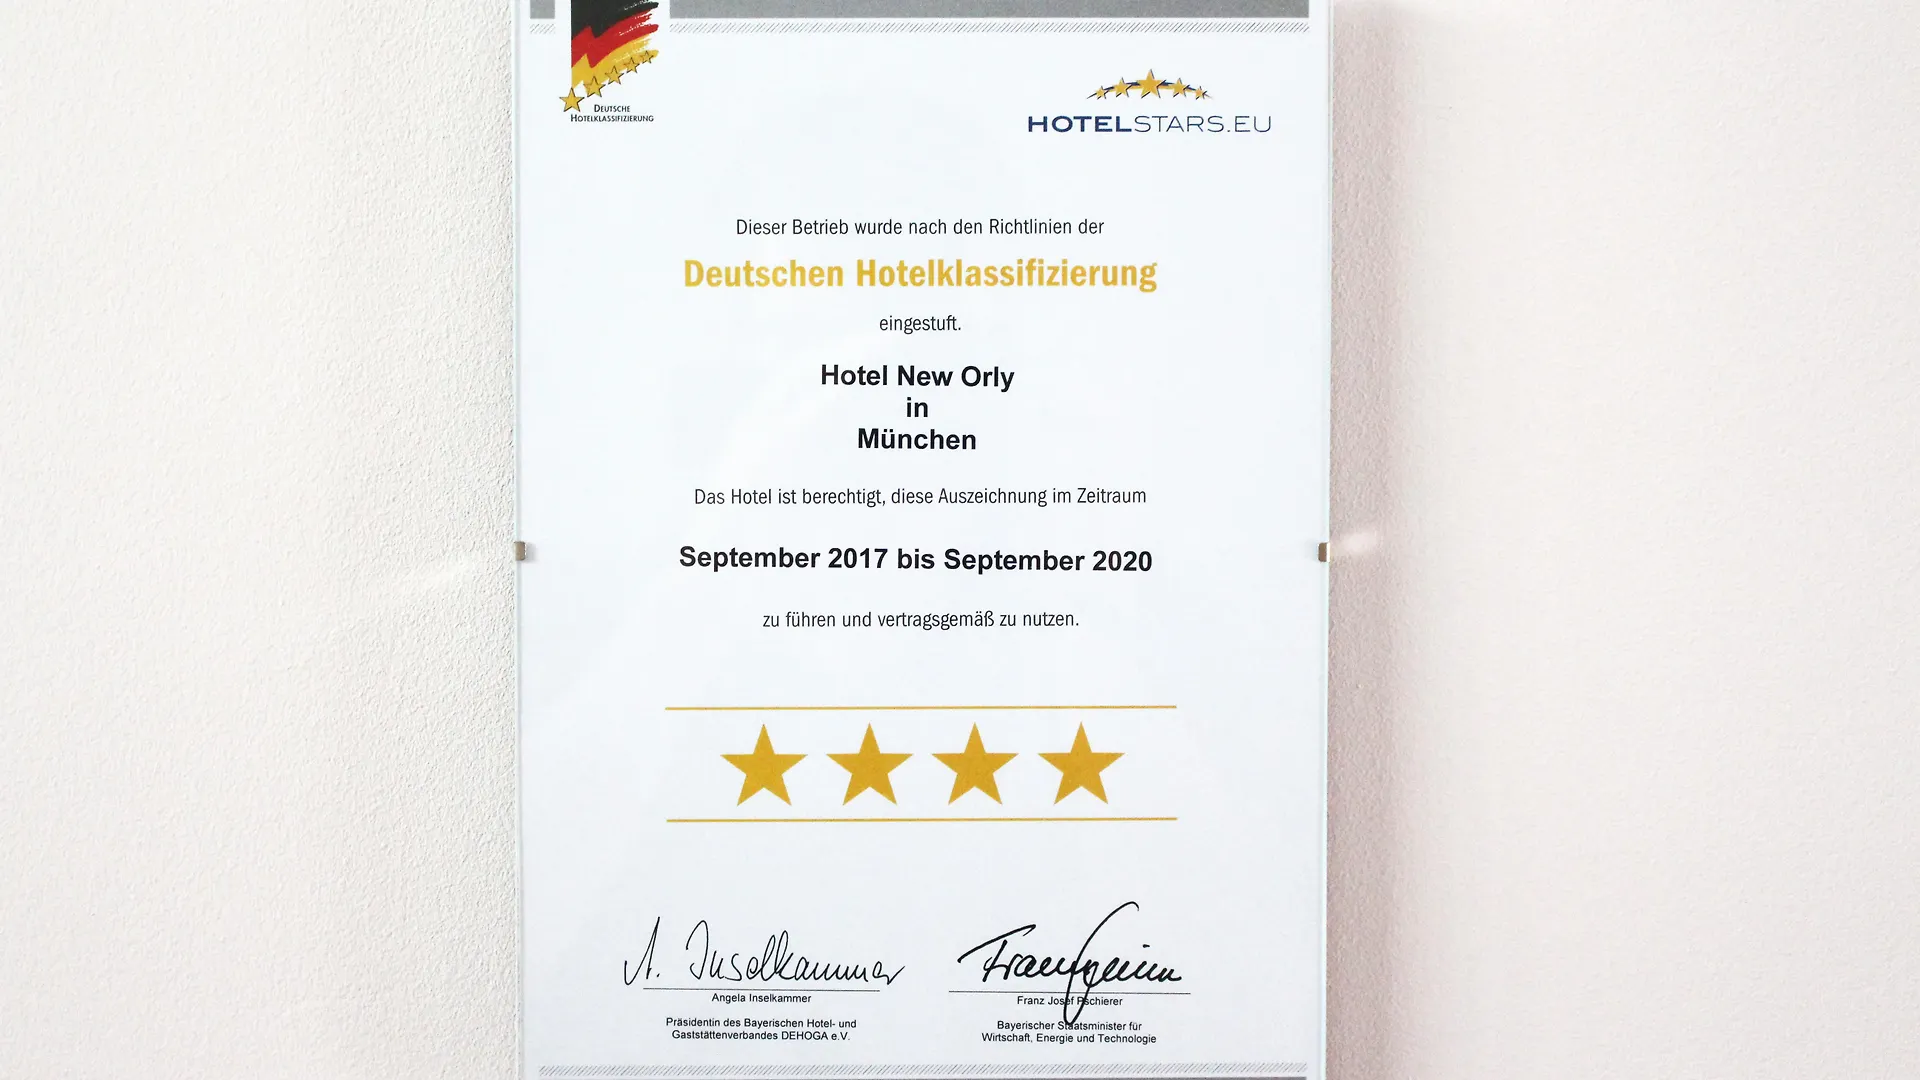 DEUTSCHE
HOTELKLASSIFIZIERUNG
HOTELSTARS.EU
Dieser Betrieb wurde nach den Richtlinien der
Deutschen Hotelklassifizierung
eingestuft.
Hotel New Orly
in
München
Das Hotel ist berechtigt, diese Auszeichnung im Zeitraum
September 2017 bis September 2020
zu führen und vertragsgemäß zu nutzen.
A. Inselkammer
Angela Inselkammer
Präsidentin des Bayerischen Hotel- und
Gaststättenverbandes DEHOGA e.V.
Franz Josef Pschierer
Bayerischer Staatsminister für
Wirtschaft, Energie und Technologie